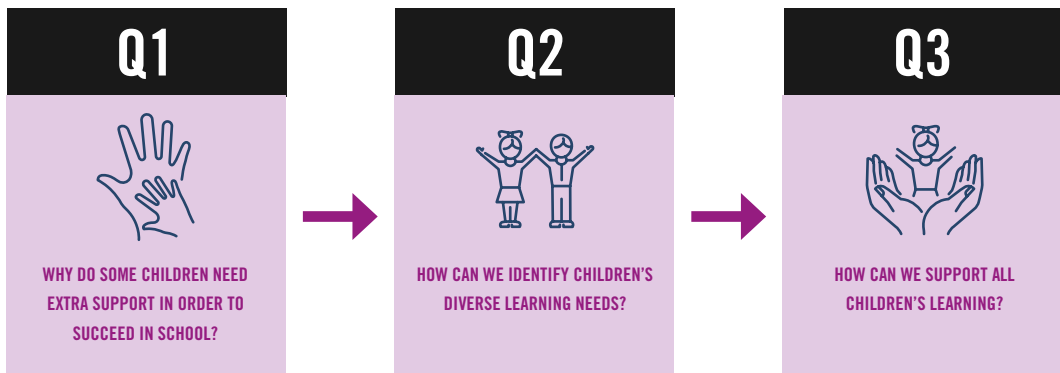 Q1
WHY DO SOME CHILDREN NEED
EXTRA SUPPORT IN ORDER TO
SUCCEED IN SCHOOL?
Q2
HOW CAN WE IDENTIFY CHILDREN'S
DIVERSE LEARNING NEEDS?
Q3
HOW CAN WE SUPPORT ALL
CHILDREN'S LEARNING?